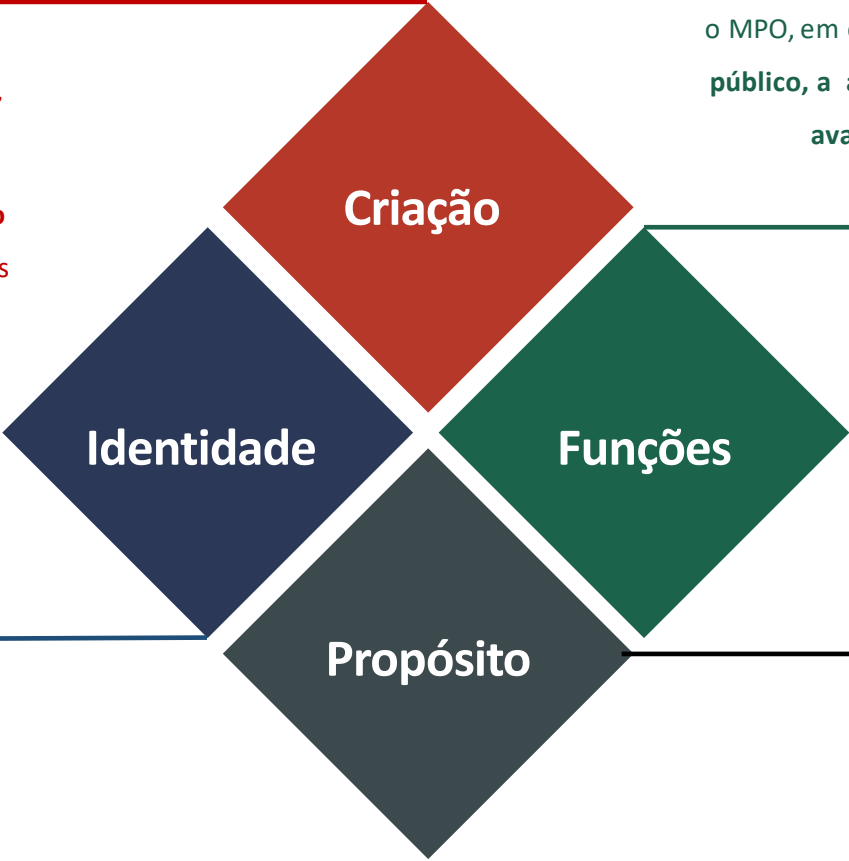 o MPO, em
público, a
Criação
Identidade
Funções
Propósito